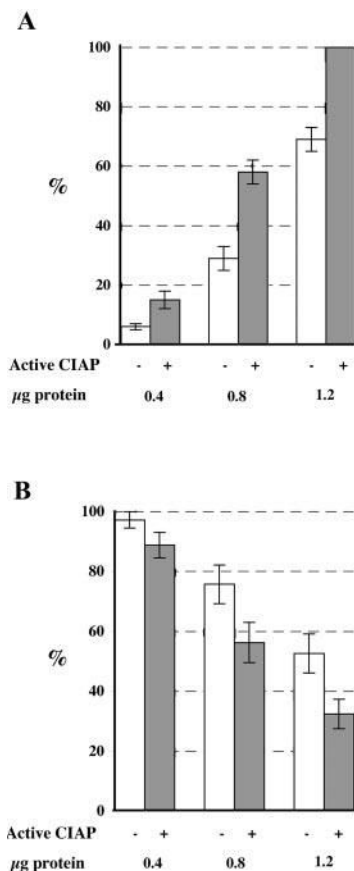 A
100
80
60
%
40
20
0
Active CIAP - + - + - +
µg protein 0.4 0.8 1.2
B
100
80
60
%
40
20
0
Active CIAP - + - + - +
µg protein 0.4 0.8 1.2